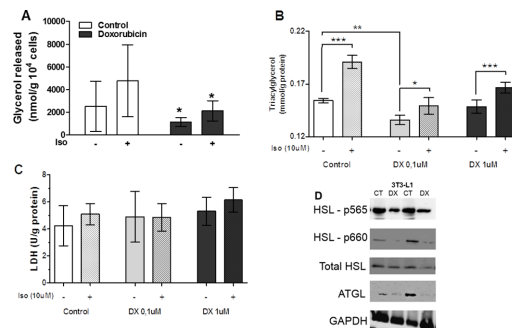 A
Control
Doxorubicin
Glycerol released
(nmol/g 10⁴ cells)
10000
8000
6000
4000
2000
0
* *
Iso - + - +
B
Triacylglycerol
(mmol/g protein)
0.22
0.17
0.12
**
*** * ***
- + - + - +
Iso (10uM)
Control DX 0,1uM DX 1uM
C
LDH (U/g protein)
8
6
4
2
0
- + - + - +
Iso (10uM)
Control DX 0,1uM DX 1uM
D
3T3-L1
CT DX CT DX
HSL - p565
HSL - p660
Total HSL
ATGL
GAPDH